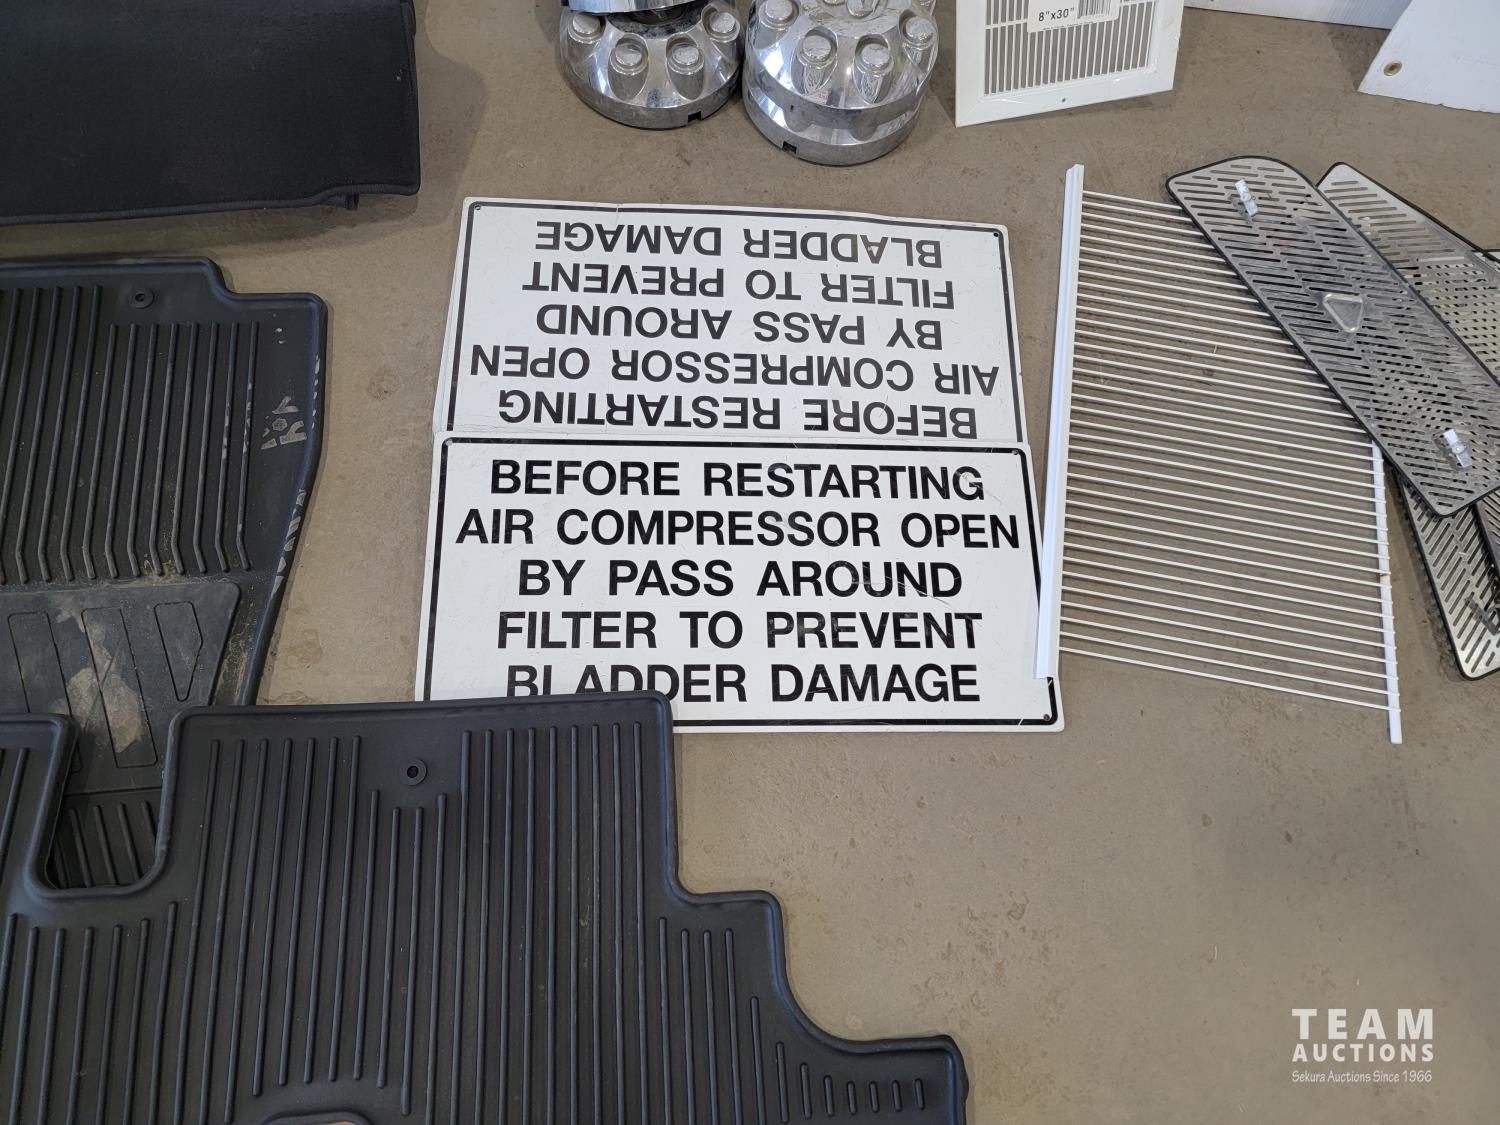 8"x30"
BEFORE RESTARTING
AIR COMPRESSOR OPEN
BY PASS AROUND
FILTER TO PREVENT
BLADDER DAMAGE
BEFORE RESTARTING
AIR COMPRESSOR OPEN
BY PASS AROUND
FILTER TO PREVENT
BLADDER DAMAGE
TEAM
AUCTIONS
Sekura Auctions Since 1966